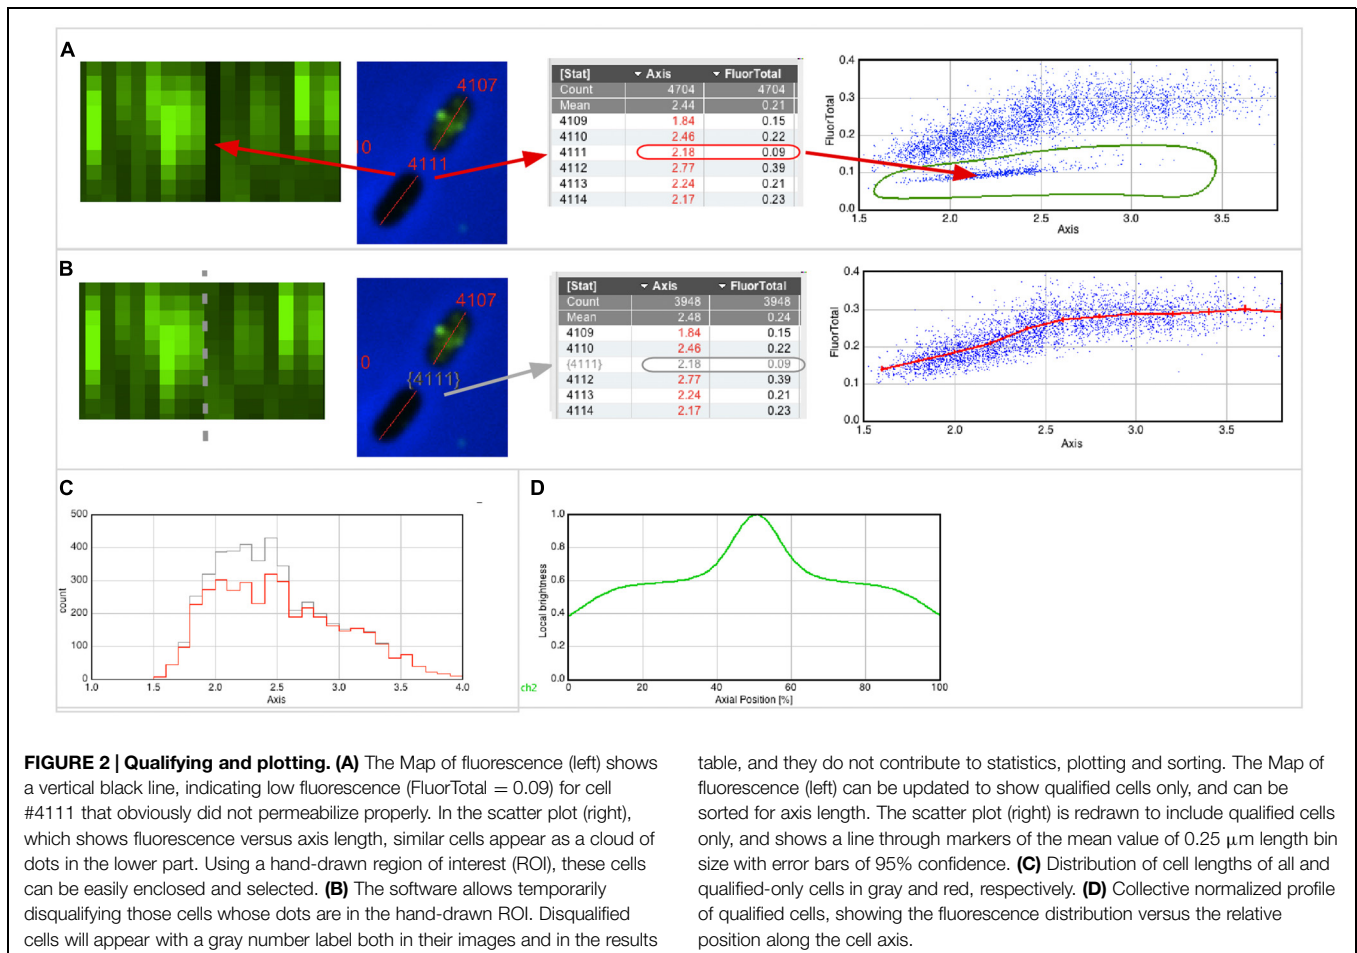 A
4107
0
4111
[Stat] Axis FluorTotal
Count 4704 4704
Mean 2.44 0.21
4109 1.84 0.15
4110 2.46 0.22
4111 2.18 0.09
4112 2.77 0.39
4113 2.24 0.21
4114 2.17 0.23
FluorTotal
0.4
0.3
0.2
0.1
0.0
1.5 2.0 2.5 3.0 3.5
Axis
B
4107
0
{4111}
[Stat] Axis FluorTotal
Count 3948 3948
Mean 2.48 0.24
4109 1.84 0.15
4110 2.46 0.22
{4111} 2.18 0.09
4112 2.77 0.39
4113 2.24 0.21
4114 2.17 0.23
FluorTotal
0.4
0.3
0.2
0.1
0.0
1.5 2.0 2.5 3.0 3.5
Axis
C
count
500
400
300
200
100
0
1.0 1.5 2.0 2.5 3.0 3.5 4.0
Axis
D
Local brightness
1.0
0.8
0.6
0.4
0.2
0.0
ch2
0 20 40 60 80 100
Axial Position [%]
FIGURE 2 | Qualifying and plotting. (A) The Map of fluorescence (left) shows
a vertical black line, indicating low fluorescence (FluorTotal = 0.09) for cell
#4111 that obviously did not permeabilize properly. In the scatter plot (right),
which shows fluorescence versus axis length, similar cells appear as a cloud of
dots in the lower part. Using a hand-drawn region of interest (ROI), these cells
can be easily enclosed and selected. (B) The software allows temporarily
disqualifying those cells whose dots are in the hand-drawn ROI. Disqualified
cells will appear with a gray number label both in their images and in the results
table, and they do not contribute to statistics, plotting and sorting. The Map of
fluorescence (left) can be updated to show qualified cells only, and can be
sorted for axis length. The scatter plot (right) is redrawn to include qualified cells
only, and shows a line through markers of the mean value of 0.25 μm length bin
size with error bars of 95% confidence. (C) Distribution of cell lengths of all and
qualified-only cells in gray and red, respectively. (D) Collective normalized profile
of qualified cells, showing the fluorescence distribution versus the relative
position along the cell axis.